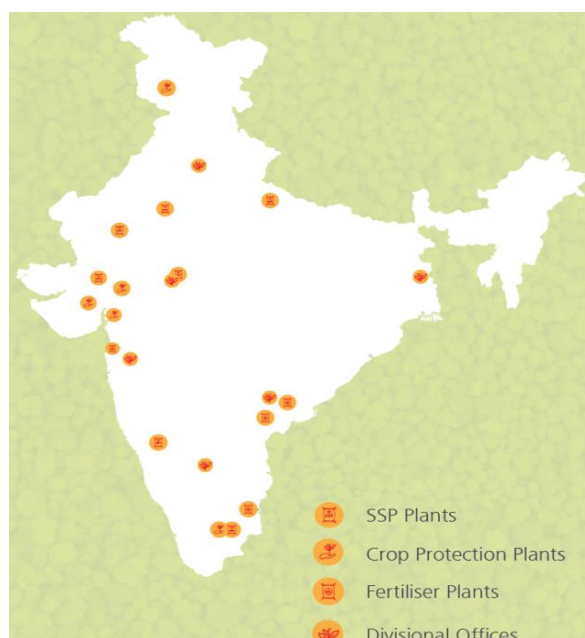 SSP Plants
Crop Protection Plants
Fertiliser Plants
Divisional Offices